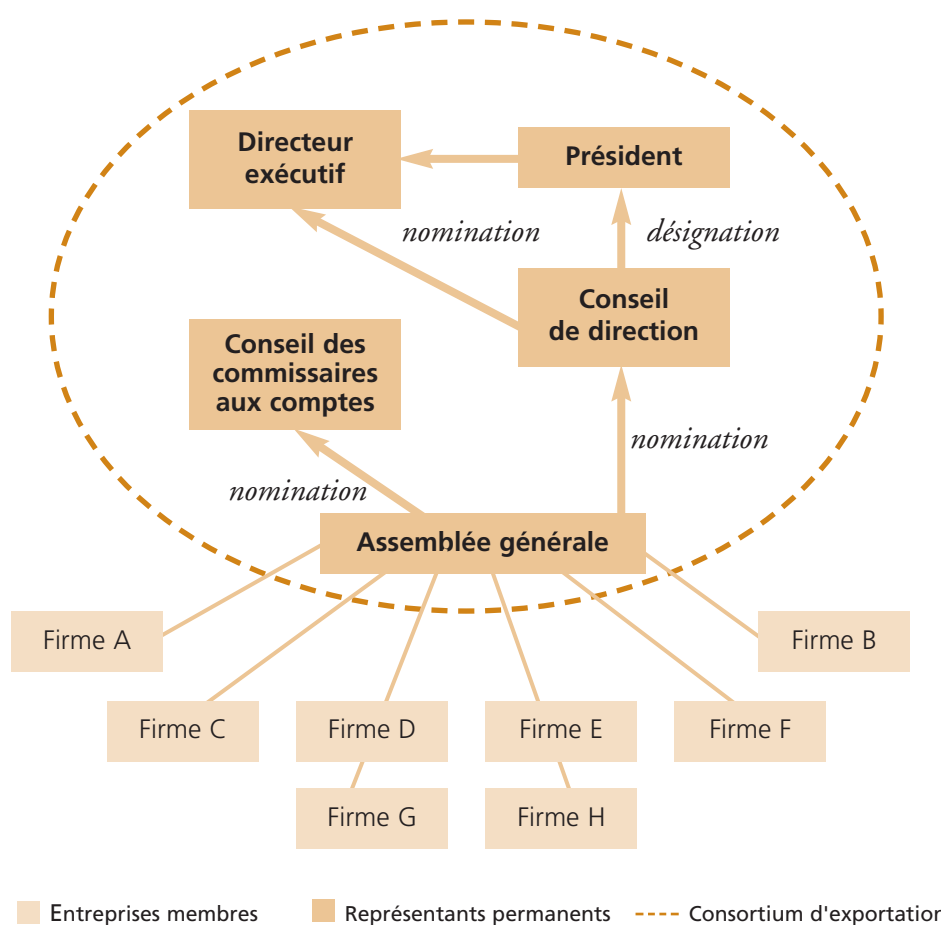 Directeur
exécutif
Président
nomination
désignation
Conseil
de direction
Conseil des
commissaires
aux comptes
nomination
nomination
Assemblée générale
Firme A
Firme B
Firme C
Firme D
Firme E
Firme F
Firme G
Firme H
Entreprises membres
Représentants permanents
Consortium d'exportation